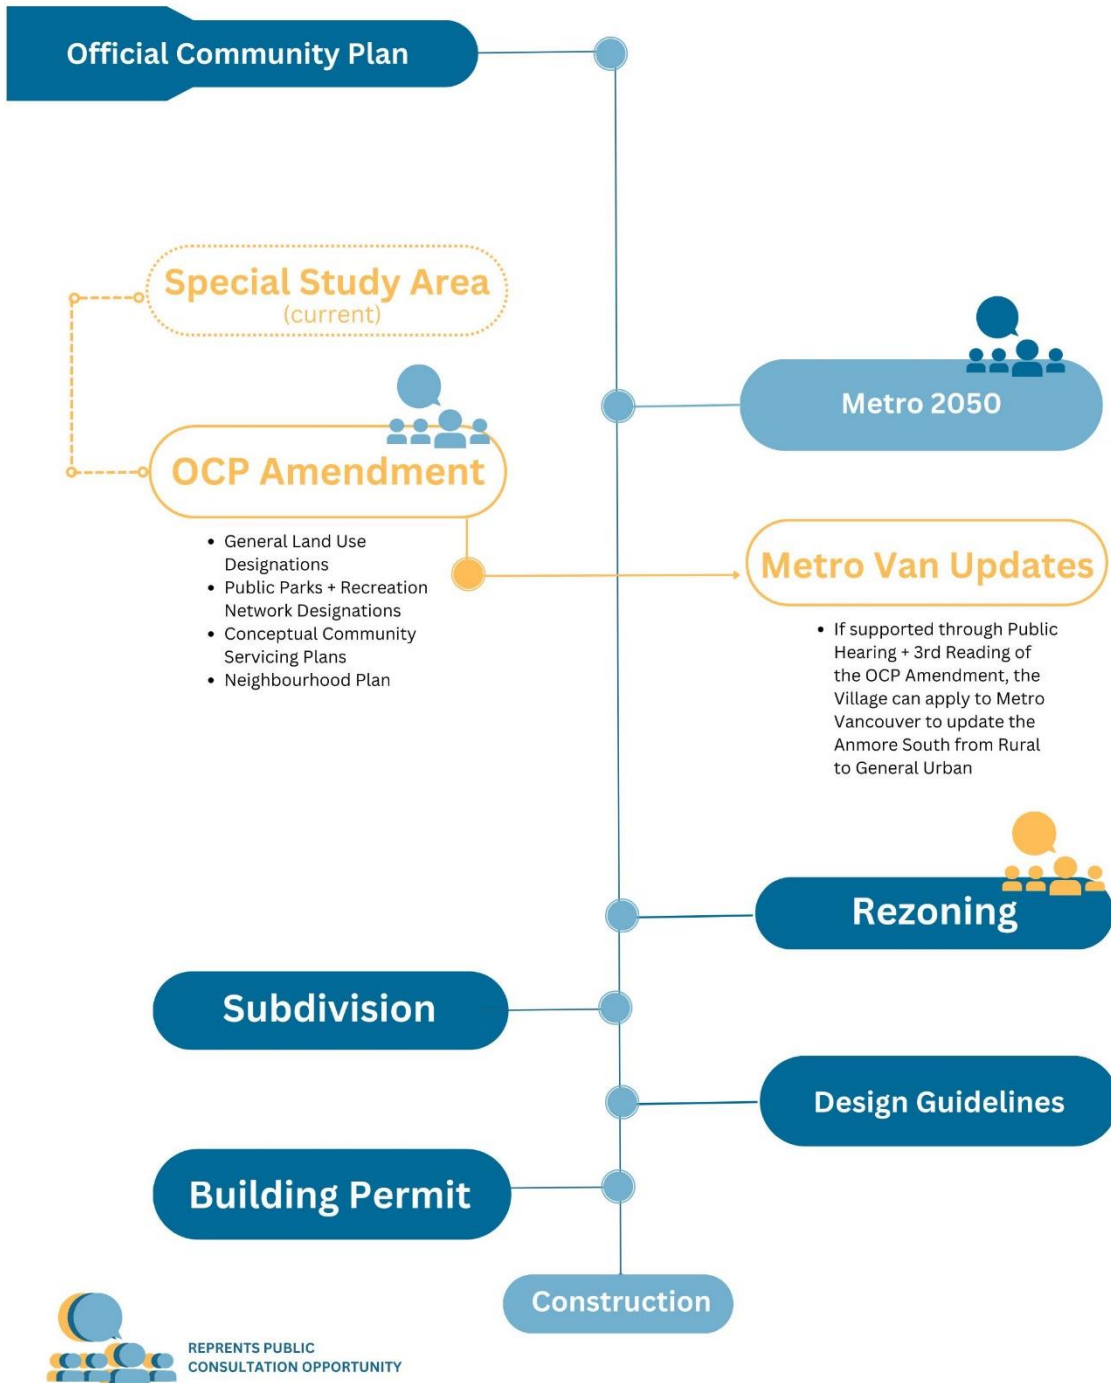 Official Community Plan
Special Study Area
(current)
Metro 2050
OCP Amendment
• General Land Use
Designations
• Public Parks + Recreation
Network Designations
• Conceptual Community
Servicing Plans
• Neighbourhood Plan
Metro Van Updates
• If supported through Public
Hearing + 3rd Reading of
the OCP Amendment, the
Village can apply to Metro
Vancouver to update the
Anmore South from Rural
to General Urban
Rezoning
Subdivision
Design Guidelines
Building Permit
Construction
REPRENTS PUBLIC
CONSULTATION OPPORTUNITY